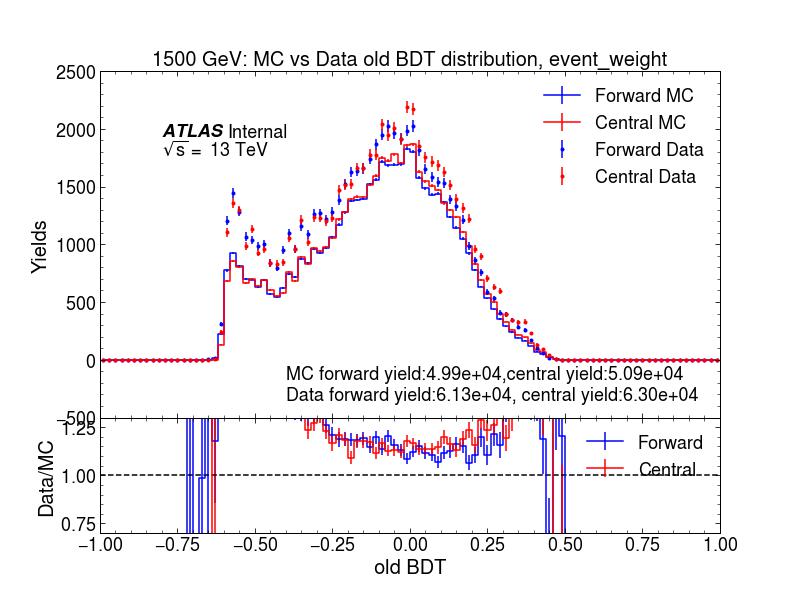 1500 GeV: MC vs Data old BDT distribution, event_weight
2500
2000
1500
1000
500
0
−500
Yields
ATLAS Internal
√s = 13 TeV
Forward MC
Central MC
Forward Data
Central Data
MC forward yield:4.99e+04,central yield:5.09e+04
Data forward yield:6.13e+04, central yield:6.30e+04
1.25
1.00
0.75
Data/MC
Forward
Central
−1.00 −0.75 −0.50 −0.25 0.00 0.25 0.50 0.75 1.00
old BDT